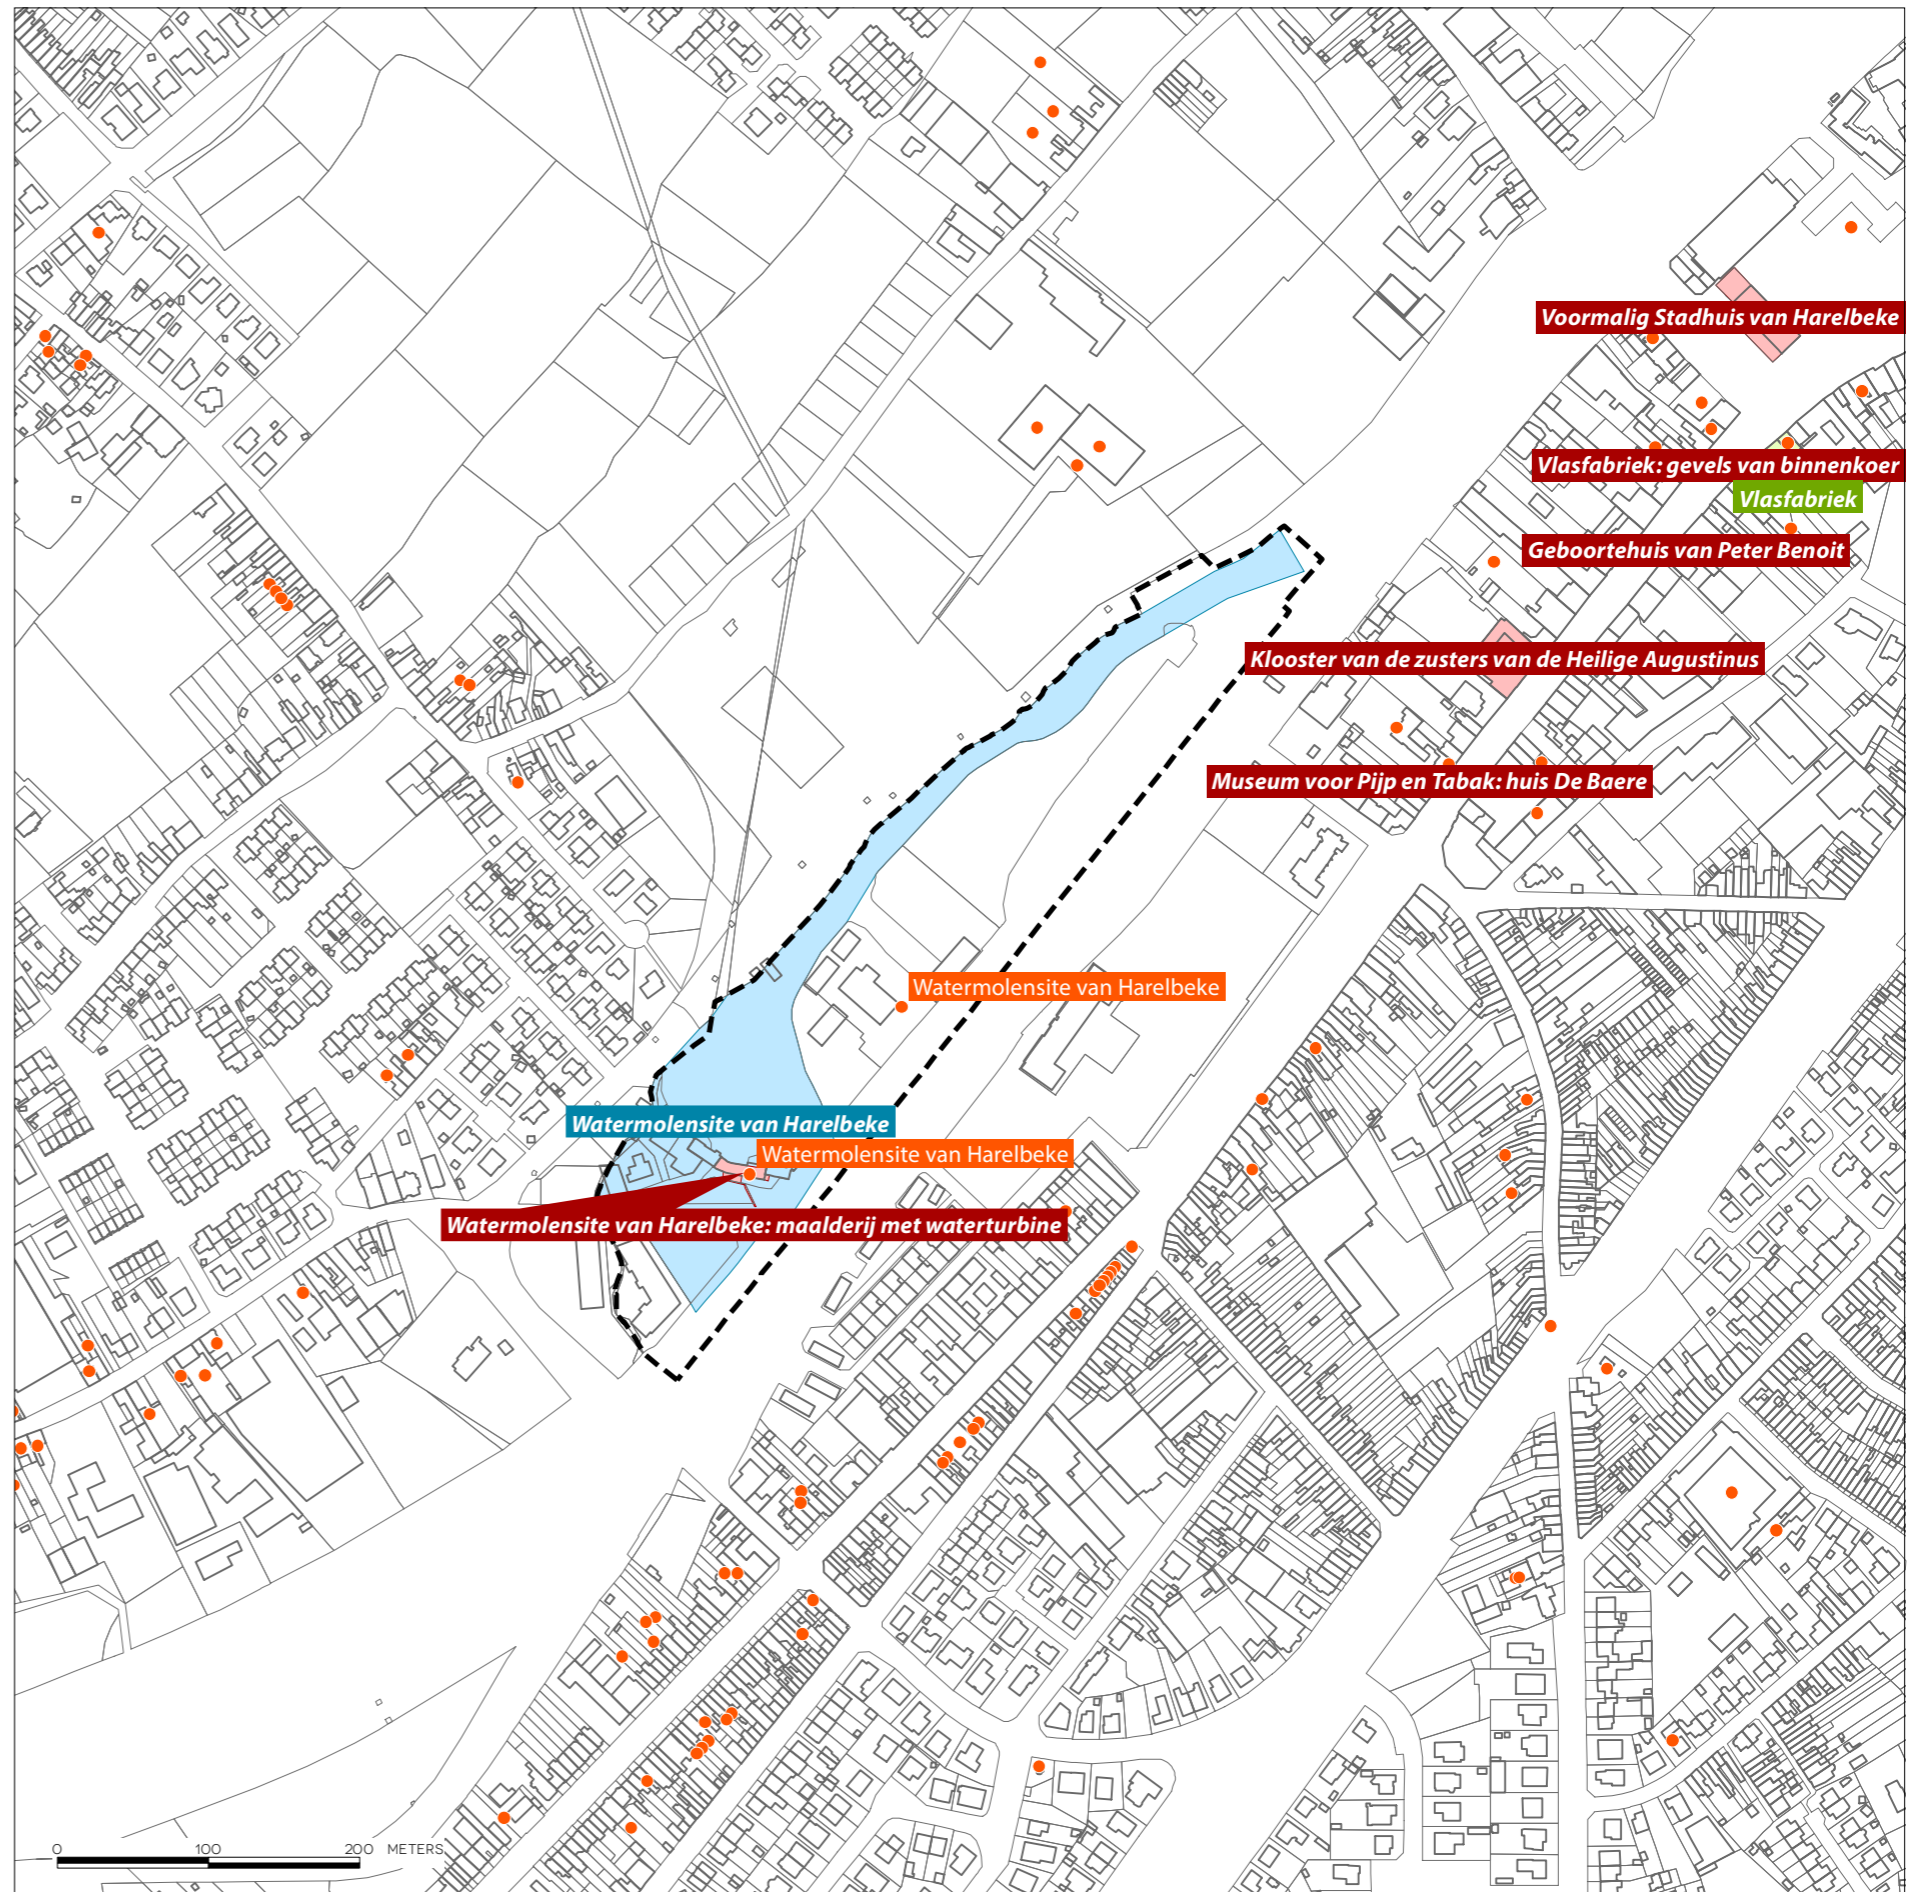 Voormalig Stadhuis van Harelbeke
Vlasfabriek: gevels van binnenkoer
Vlasfabriek
Geboortehuis van Peter Benoit
Klooster van de zusters van de Heilige Augustinus
Museum voor Pijp en Tabak: huis De Baere
Watermolensite van Harelbeke
Watermolensite van Harelbeke
Watermolensite van Harelbeke
Watermolensite van Harelbeke: maalderij met waterturbine
0 100 200 METERS